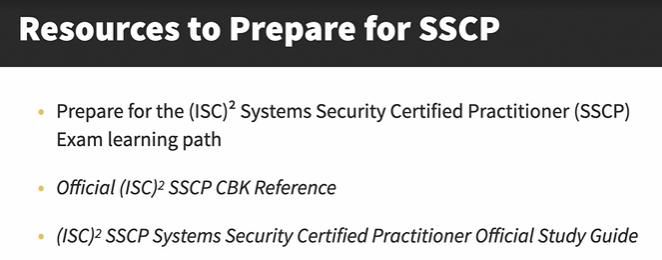 Resources to Prepare for SSCP
Prepare for the (ISC)² Systems Security Certified Practitioner (SSCP)
Exam learning path
Official (ISC)² SSCP CBK Reference
(ISC)² SSCP Systems Security Certified Practitioner Official Study Guide